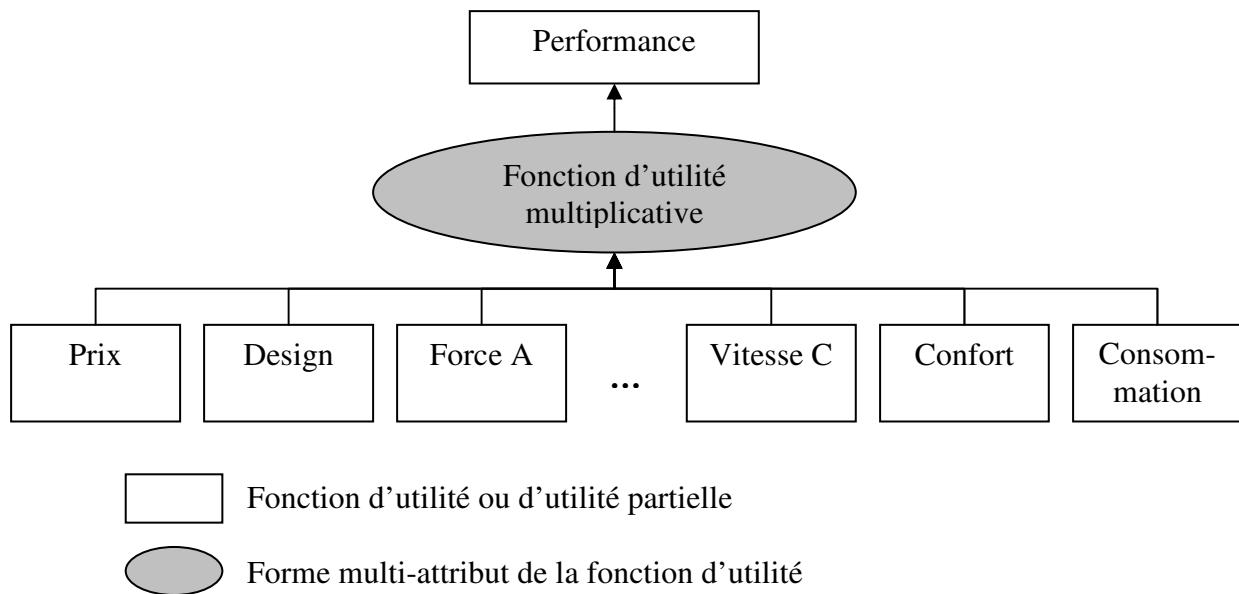 Performance
Fonction d’utilité
multiplicative
Prix
Design
Force A
...
Vitesse C
Confort
Consom-
mation
Fonction d’utilité ou d’utilité partielle
Forme multi-attribut de la fonction d’utilité